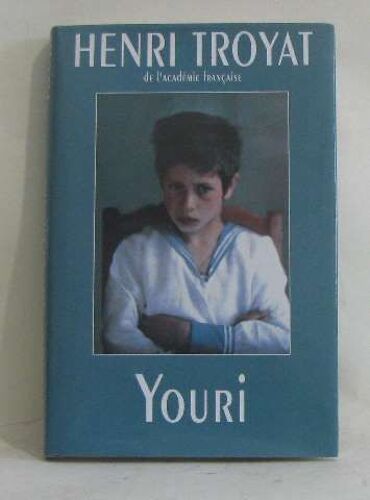 HENRI TROYAT
de l'académie française
YOURI